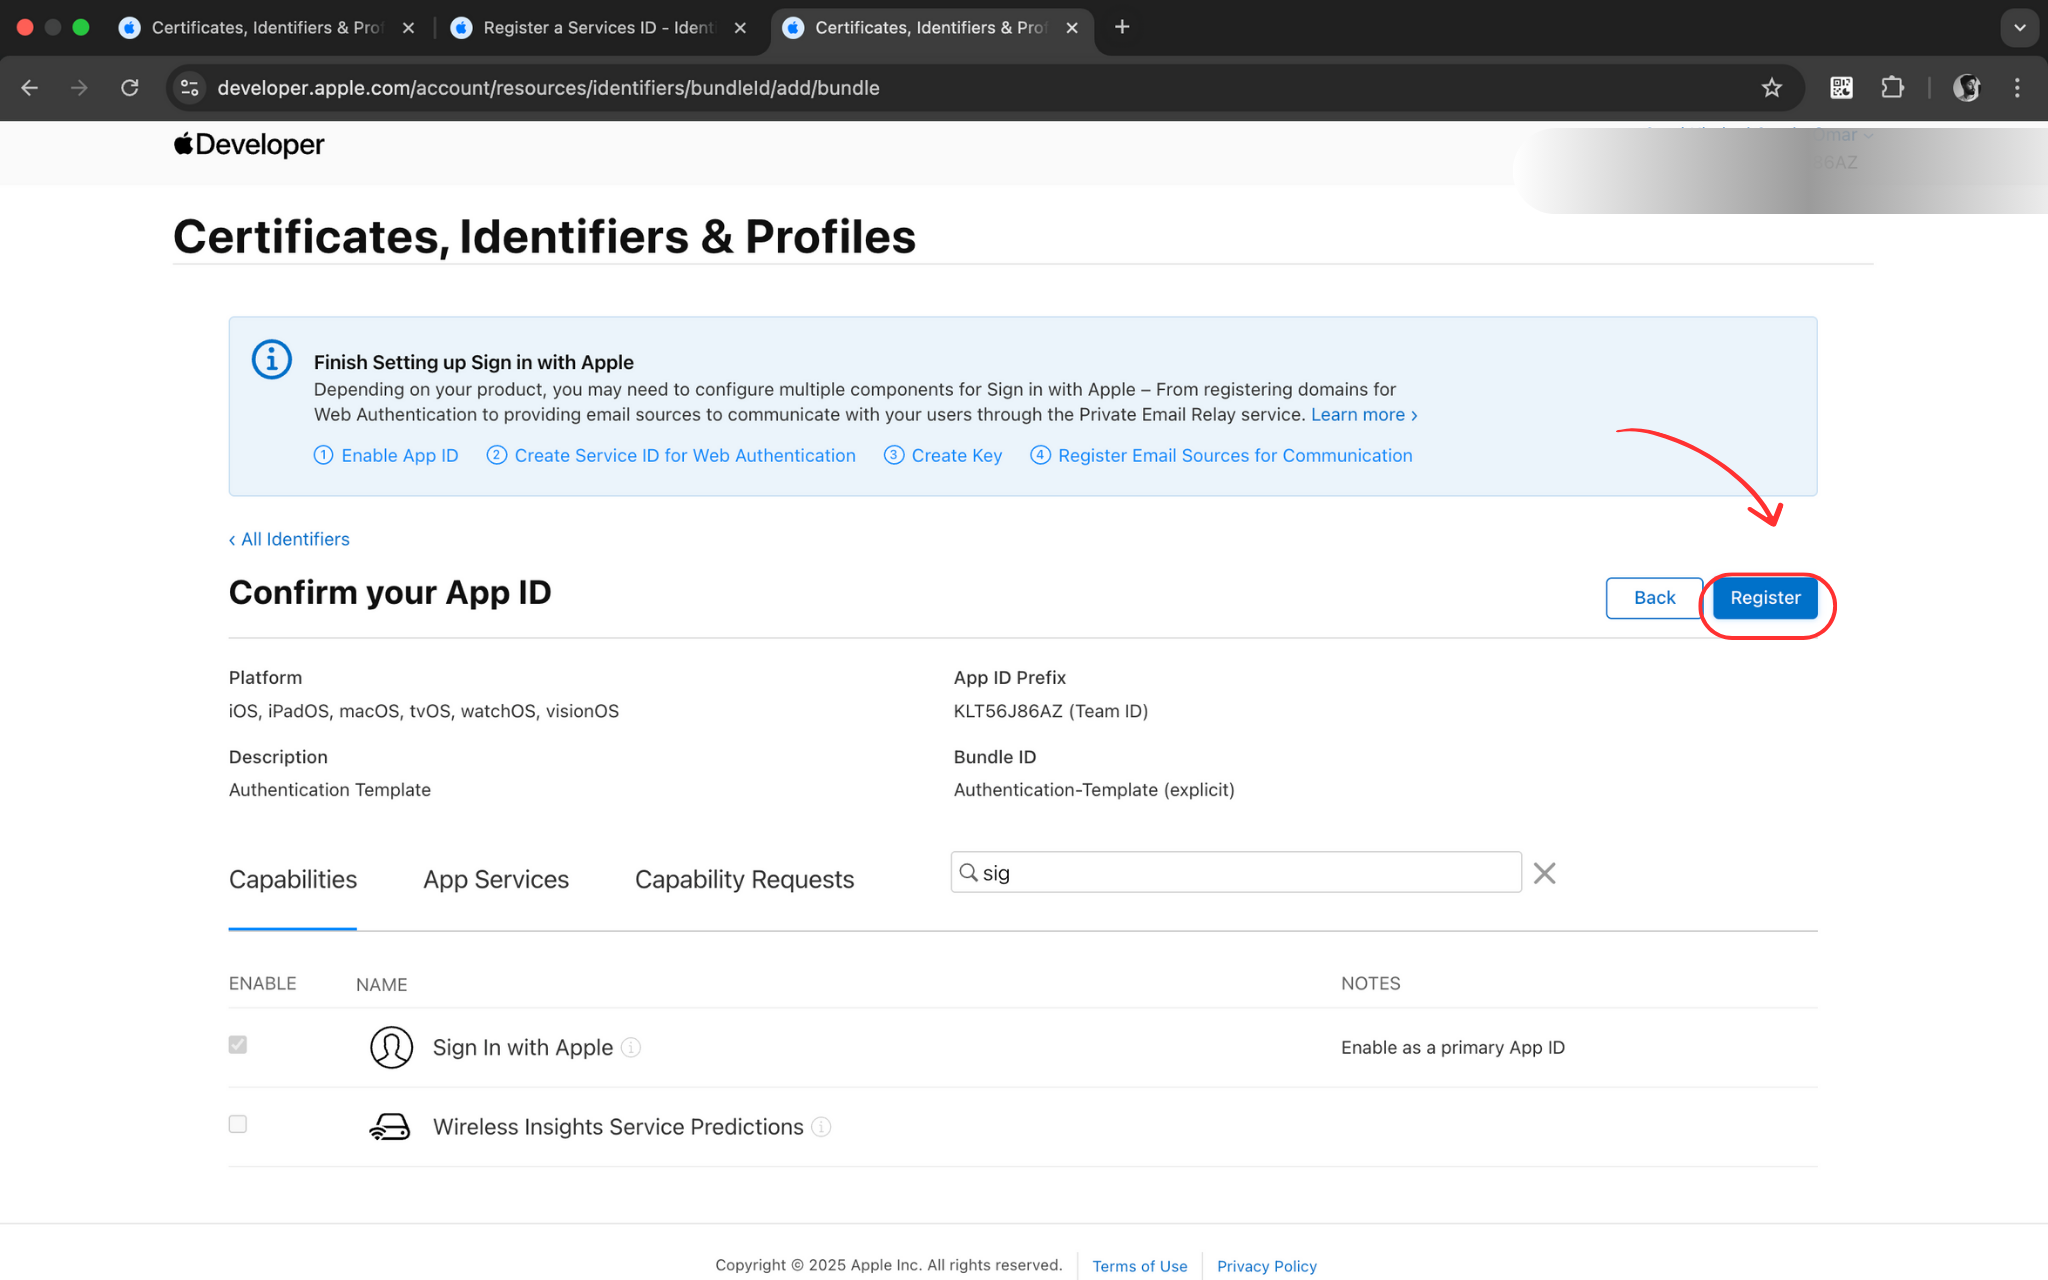 Certificates, Identifiers & Prof
Register a Services ID - Ident
Certificates, Identifiers & Prof
developer.apple.com/account/resources/identifiers/bundleId/add/bundle
Developer
Omar
86AZ
Certificates, Identifiers & Profiles
Finish Setting up Sign in with Apple
Depending on your product, you may need to configure multiple components for Sign in with Apple – From registering domains for
Web Authentication to providing email sources to communicate with your users through the Private Email Relay service. Learn more ›
1 Enable App ID 2 Create Service ID for Web Authentication 3 Create Key 4 Register Email Sources for Communication
‹ All Identifiers
Confirm your App ID
Back
Register
Platform
iOS, iPadOS, macOS, tvOS, watchOS, visionOS
App ID Prefix
KLT56J86AZ (Team ID)
Description
Authentication Template
Bundle ID
Authentication-Template (explicit)
Capabilities
App Services
Capability Requests
sig
ENABLE NAME NOTES
Sign In with Apple
Enable as a primary App ID
Wireless Insights Service Predictions
Copyright © 2025 Apple Inc. All rights reserved. Terms of Use Privacy Policy